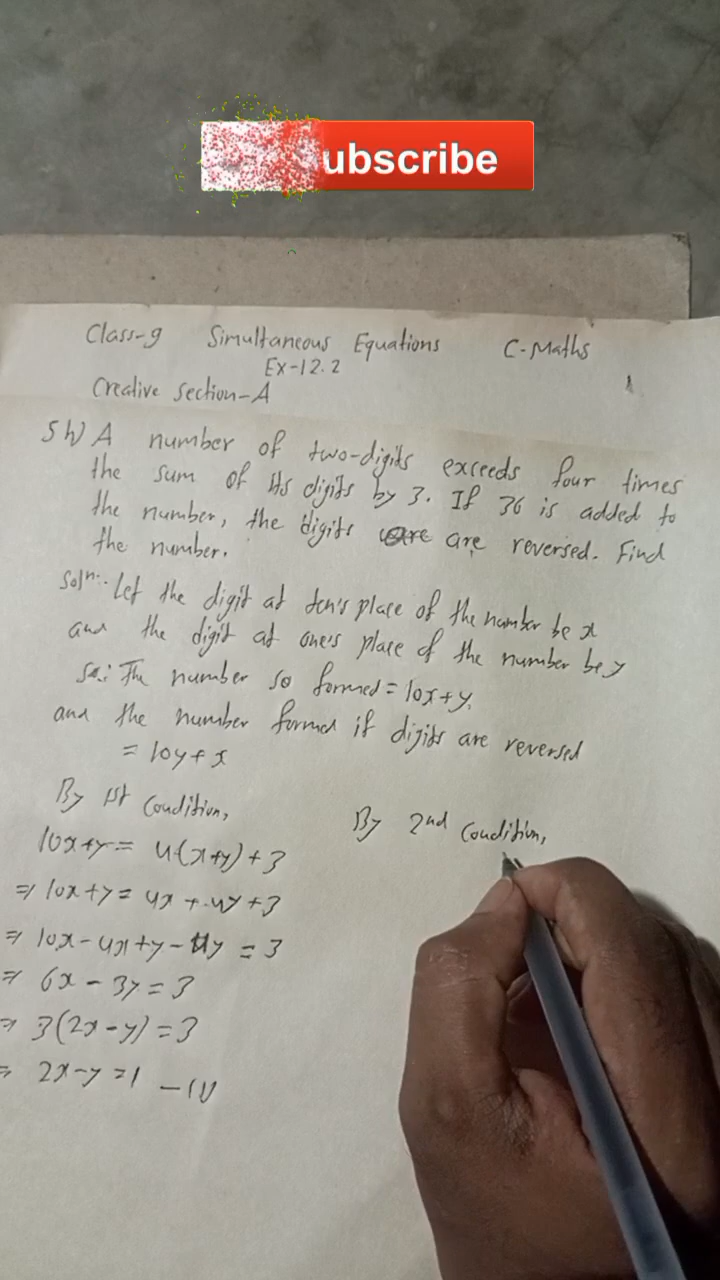 ubscribe
Class-9 Simultaneous Equations C-Maths
Ex-12.2
Creative Section-A
5 h) A number of two-digits exceeds four times
the sum of its digits by 3. If 36 is added to
the number, the digits are are reversed. Find
the number.
Solⁿ:- Let the digit at ten's place of the number be x
and the digit at one's place of the number be y
So: The number so formed = 10x+y,
and the number formed if digits are reversed
= 10y+x
By 1st Condition,
10x+y = 4(x+y)+3
⇒ 10x+y = 4x + 4y +3
⇒ 10x-4x+y-4y = 3
⇒ 6x - 3y = 3
⇒ 3(2x-y) = 3
⇒ 2x-y=1 -(i)
By 2nd Condition,